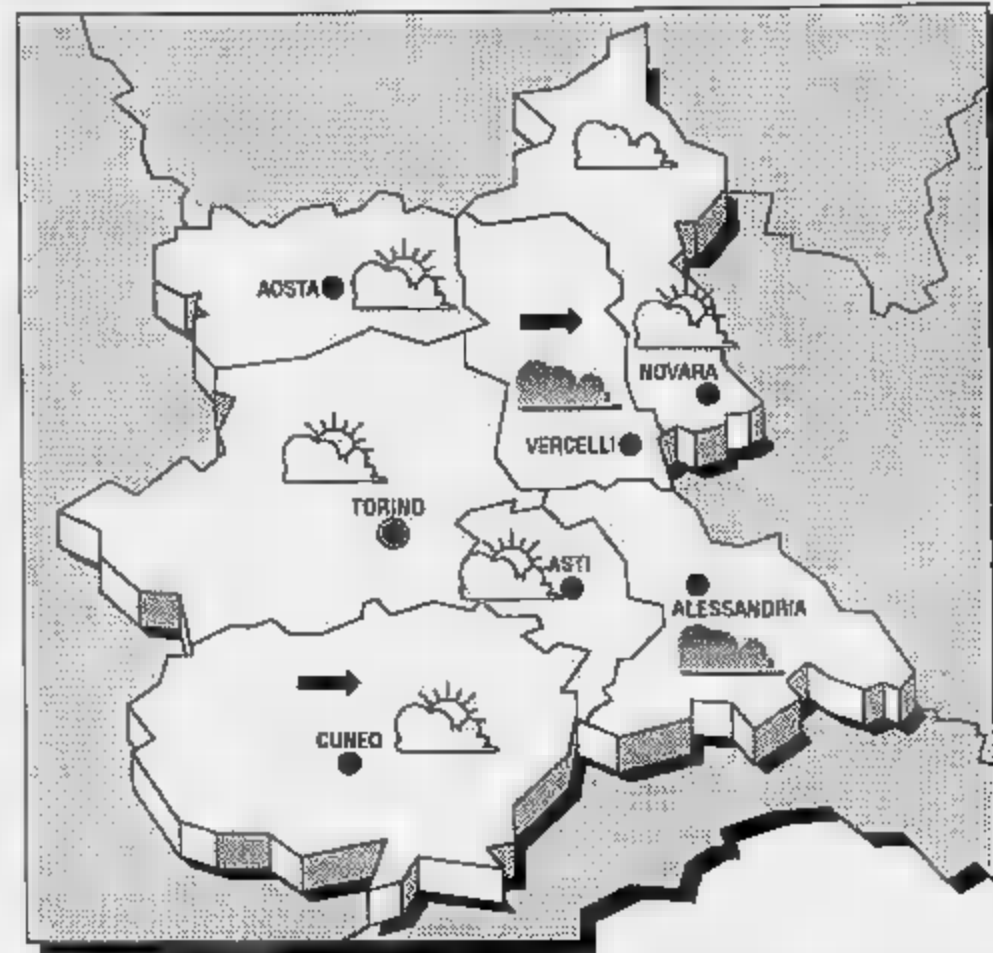 AOSTA
NOVARA
VERCELLI
TORINO
ASTI
ALESSANDRIA
CUNEO